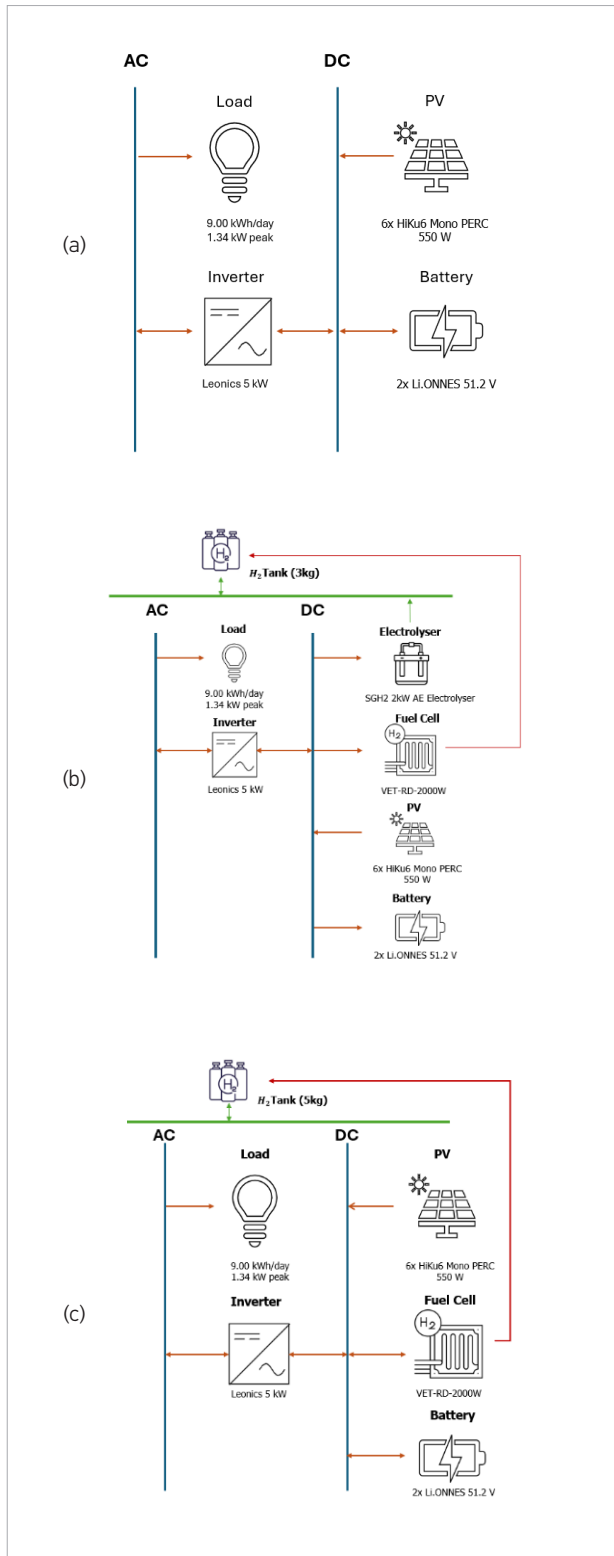 AC
DC
Load
PV
9.00 kWh/day
1.34 kW peak
6x HiKu6 Mono PERC
550 W
(a)
Inverter
Battery
Leonics 5 kW
2x Li.ONNES 51.2 V
H₂
H₂Tank (3kg)
AC
DC
Load
Electrolyser
9.00 kWh/day
1.34 kW peak
SGH2 2kW AE Electrolyser
Inverter
Fuel Cell
H₂
Leonics 5 kW
VET-RD-2000W
(b)
PV
6x HiKu6 Mono PERC
550 W
Battery
2x Li.ONNES 51.2 V
H₂
H₂Tank (5kg)
AC
DC
Load
PV
9.00 kWh/day
1.34 kW peak
6x HiKu6 Mono PERC
550 W
(c)
Inverter
Fuel Cell
H₂
Leonics 5 kW
VET-RD-2000W
Battery
2x Li.ONNES 51.2 V